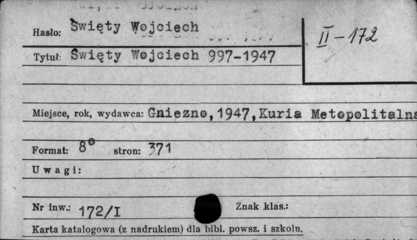 Hasło: Święty Wojciech
II-172
Tytuł: Święty Wojciech 997-1947
Miejsce, rok, wydawca: Gniezno, 1947, Kuria Metopolitalna
Format: 8° stron: 371
Uwagi:
Nr inw.: 172/I Znak klas.:
Karta katalogowa (z nadrukiem) dla bibl. powsz. i szkoln.